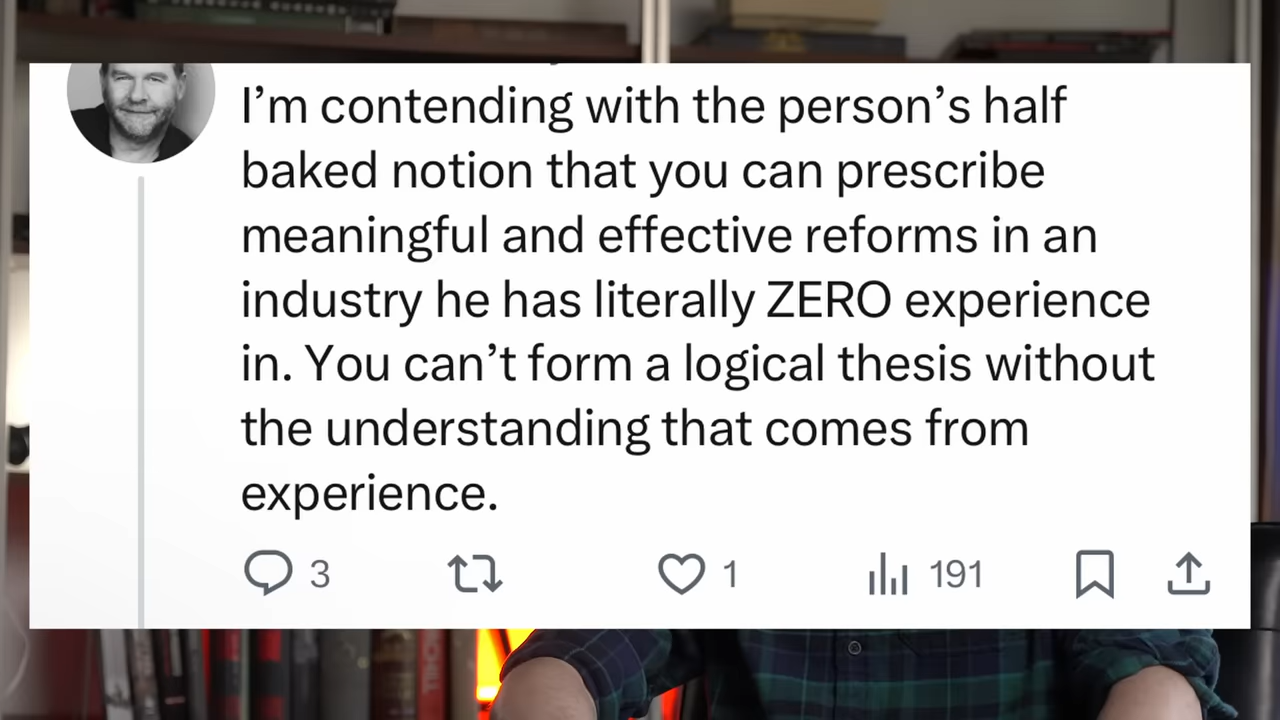 I’m contending with the person’s half
baked notion that you can prescribe
meaningful and effective reforms in an
industry he has literally ZERO experience
in. You can’t form a logical thesis without
the understanding that comes from
experience.
3 1 191